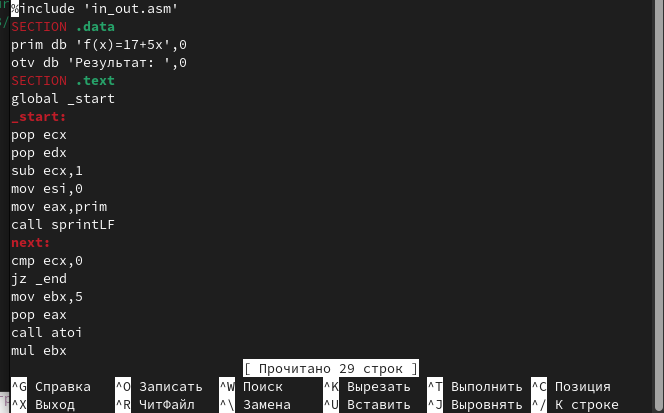 %include 'in_out.asm'
SECTION .data
prim db 'f(x)=17+5x',0
otv db 'Результат: ',0
SECTION .text
global _start
_start:
pop ecx
pop edx
sub ecx,1
mov esi,0
mov eax,prim
call sprintLF
next:
cmp ecx,0
jz _end
mov ebx,5
pop eax
call atoi
mul ebx
[ Прочитано 29 строк ]
^G Справка ^O Записать ^W Поиск ^K Вырезать ^T Выполнить ^C Позиция
^X Выход ^R ЧитФайл ^\ Замена ^U Вставить ^J Выровнять ^/ К строке